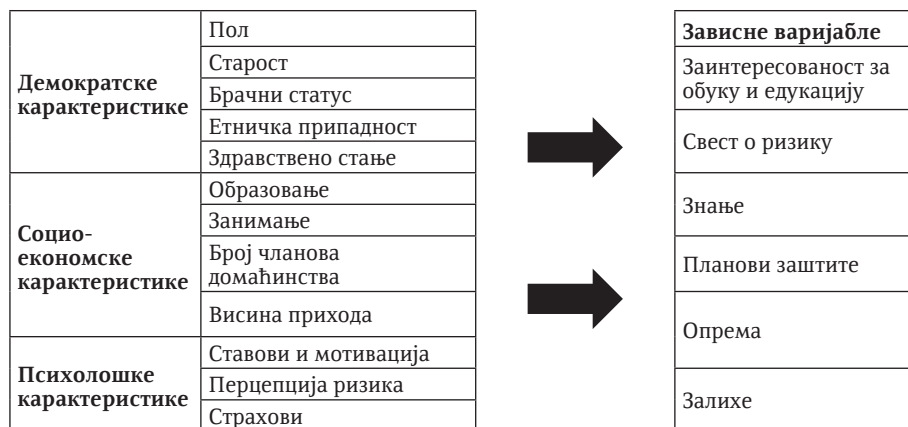 Демократске
карактеристике
Пол
Старост
Брачни статус
Етничка припадност
Здравствено стање
Социо-
економске
карактеристике
Образовање
Занимање
Број чланова
домаћинства
Висина прихода
Психолошке
карактеристике
Ставови и мотивација
Перцепција ризика
Страхови
Зависне варијабле
Заинтересованост за
обуку и едукацију
Свест о ризику
Знање
Планови заштите
Опрема
Залихе